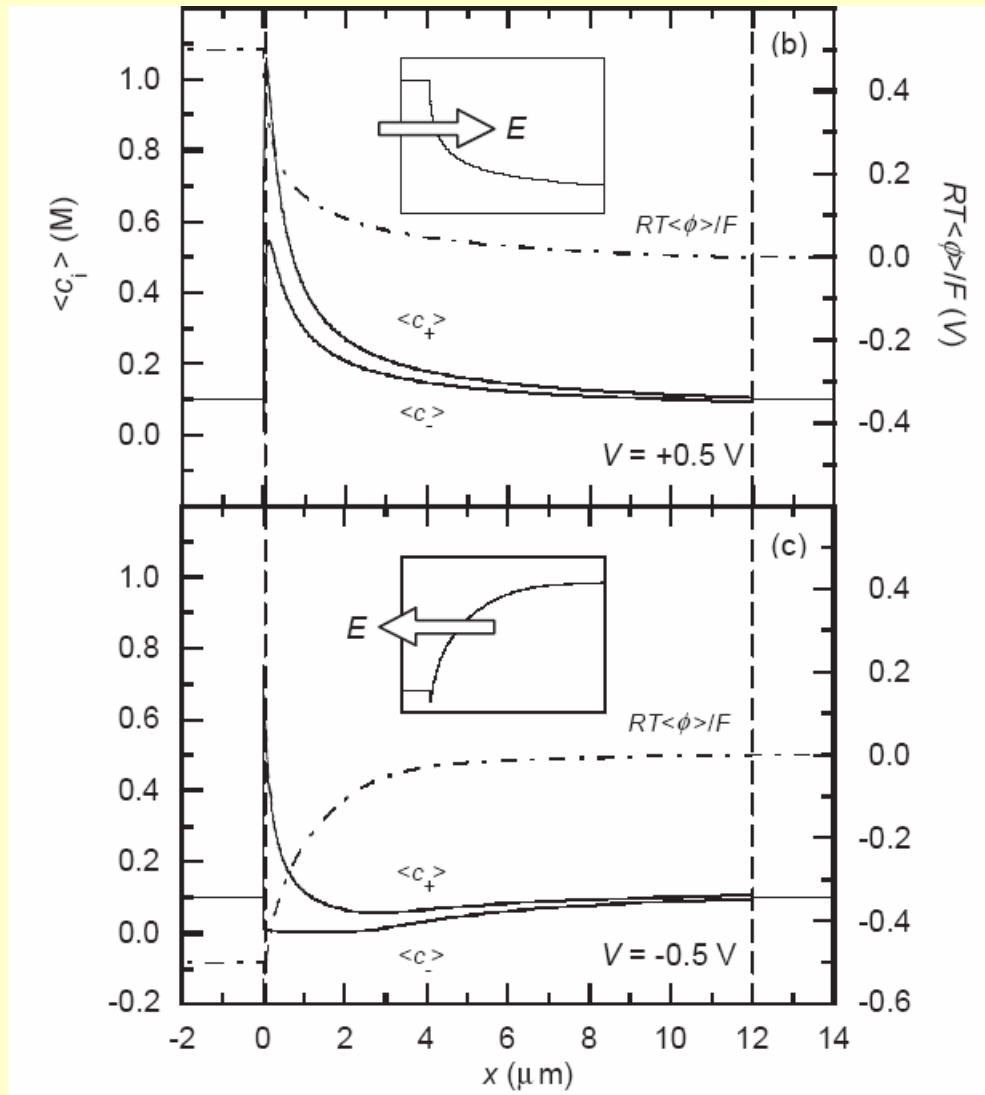 (b)
1.0
0.8
0.6
0.4
0.2
0.0
<c_i> (M)
E
RT<ϕ>/F
<c_+>
<c_->
V = +0.5 V
0.4
0.2
0.0
-0.2
-0.4
RT<ϕ>/F (V)
(c)
1.0
0.8
0.6
0.4
0.2
0.0
-0.2
E
RT<ϕ>/F
<c_+>
<c_->
V = -0.5 V
0.4
0.2
0.0
-0.2
-0.4
-0.6
-2 0 2 4 6 8 10 12 14
x (μm)